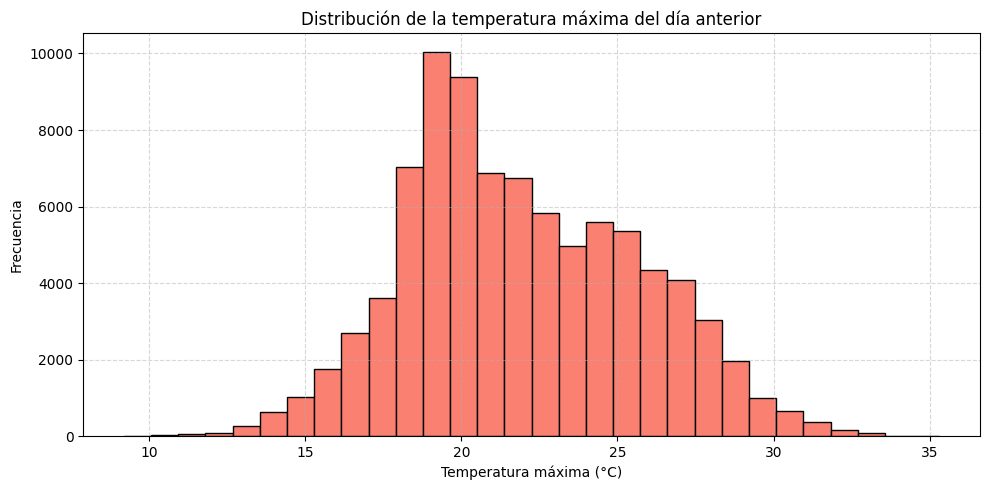 Distribución de la temperatura máxima del día anterior
Frecuencia
10000
8000
6000
4000
2000
0
10 15 20 25 30 35
Temperatura máxima (°C)